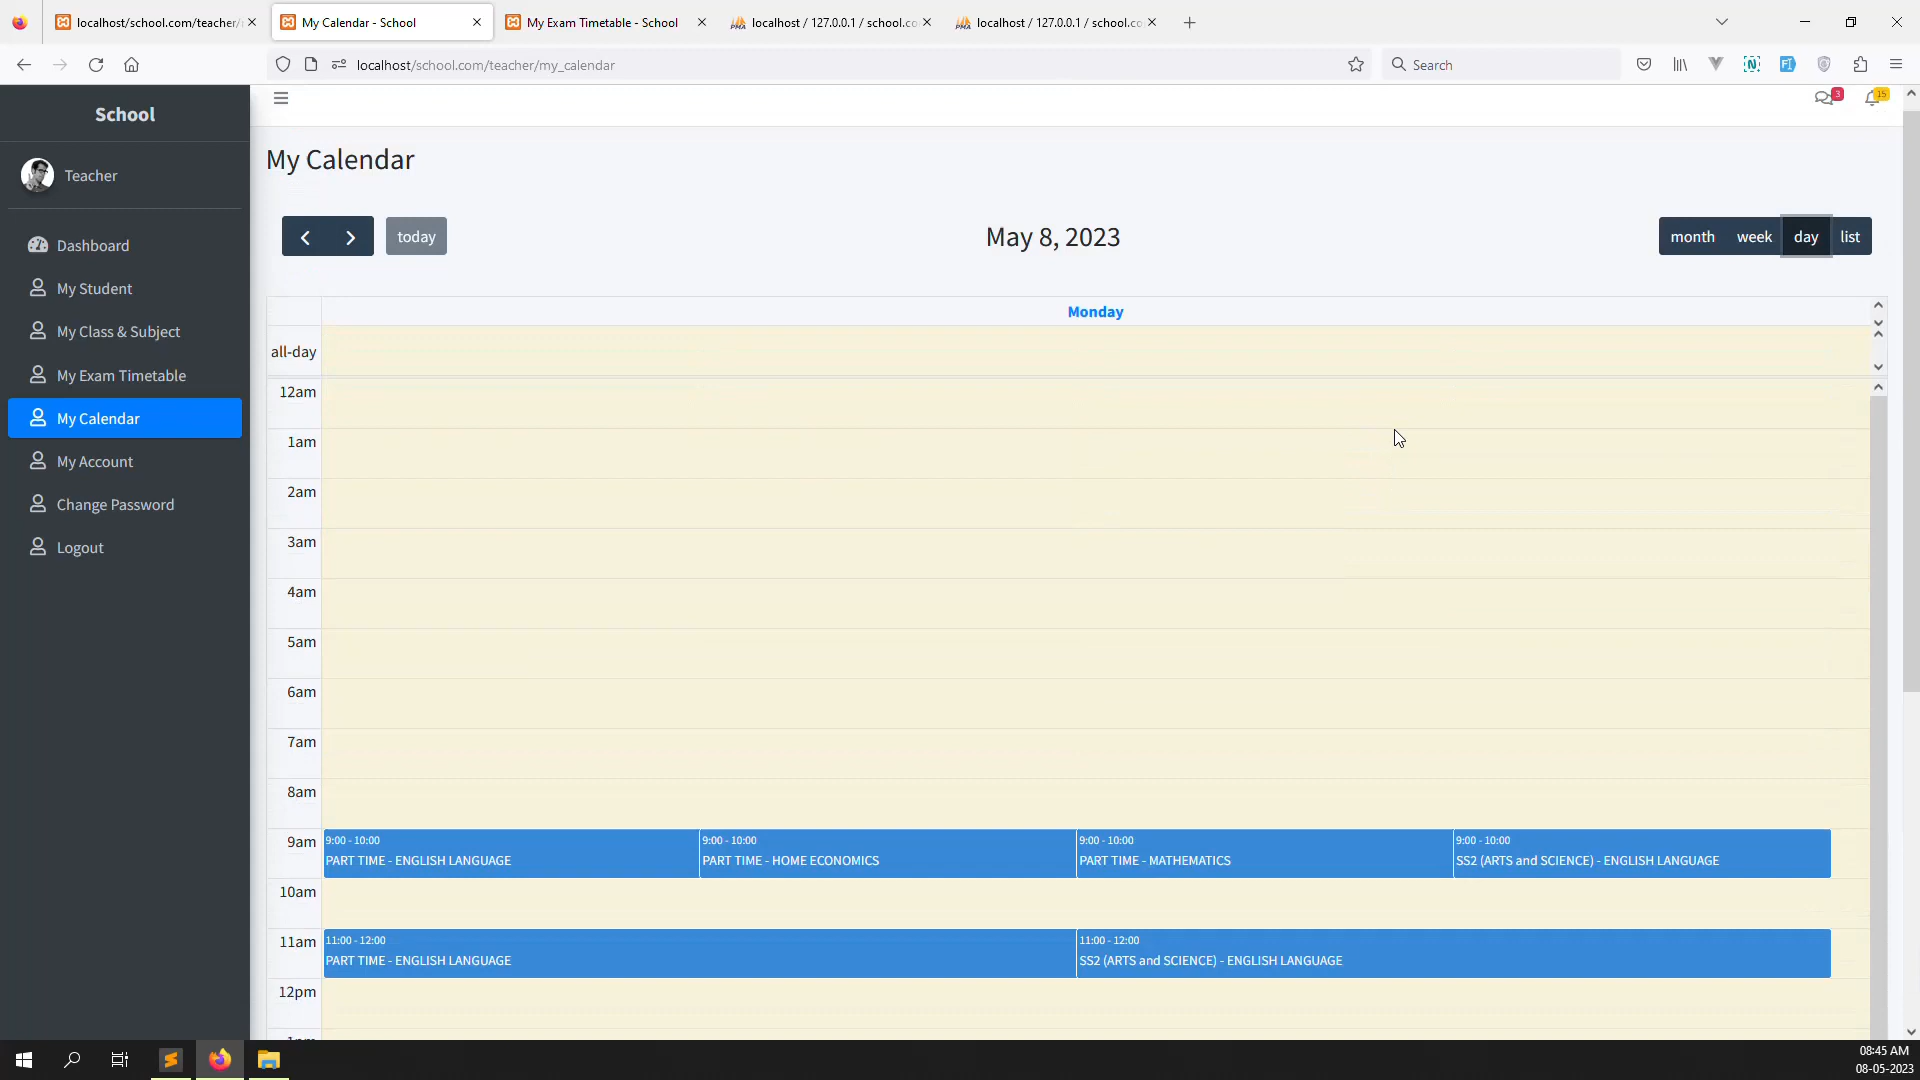 localhost/school.com/teacher/
My Calendar - School
My Exam Timetable - School
localhost / 127.0.0.1 / school.co
localhost / 127.0.0.1 / school.co
localhost/school.com/teacher/my_calendar
Search
School
3
15
Teacher
My Calendar
Dashboard
My Student
My Class & Subject
My Exam Timetable
My Calendar
My Account
Change Password
Logout
today
May 8, 2023
month
week
day
list
Monday
all-day
12am
1am
2am
3am
4am
5am
6am
7am
8am
9am
9:00 - 10:00
PART TIME - ENGLISH LANGUAGE
9:00 - 10:00
PART TIME - HOME ECONOMICS
9:00 - 10:00
PART TIME - MATHEMATICS
9:00 - 10:00
SS2 (ARTS and SCIENCE) - ENGLISH LANGUAGE
10am
11am
11:00 - 12:00
PART TIME - ENGLISH LANGUAGE
11:00 - 12:00
SS2 (ARTS and SCIENCE) - ENGLISH LANGUAGE
12pm
08:45 AM
08-05-2023